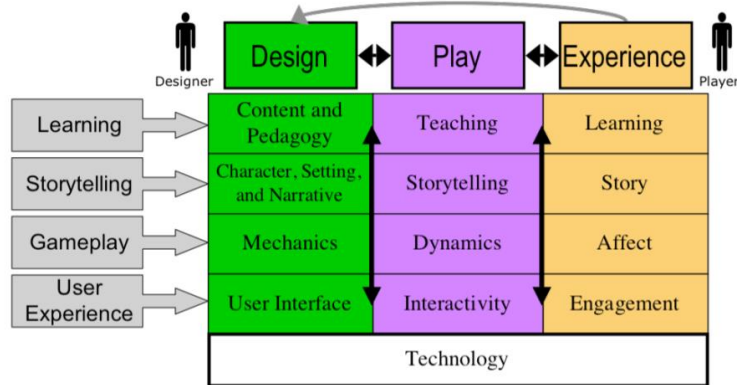 Designer
Design
Play
Experience
Player
Learning
Content and
Pedagogy
Teaching
Learning
Storytelling
Character, Setting,
and Narrative
Storytelling
Story
Gameplay
Mechanics
Dynamics
Affect
User
Experience
User Interface
Interactivity
Engagement
Technology